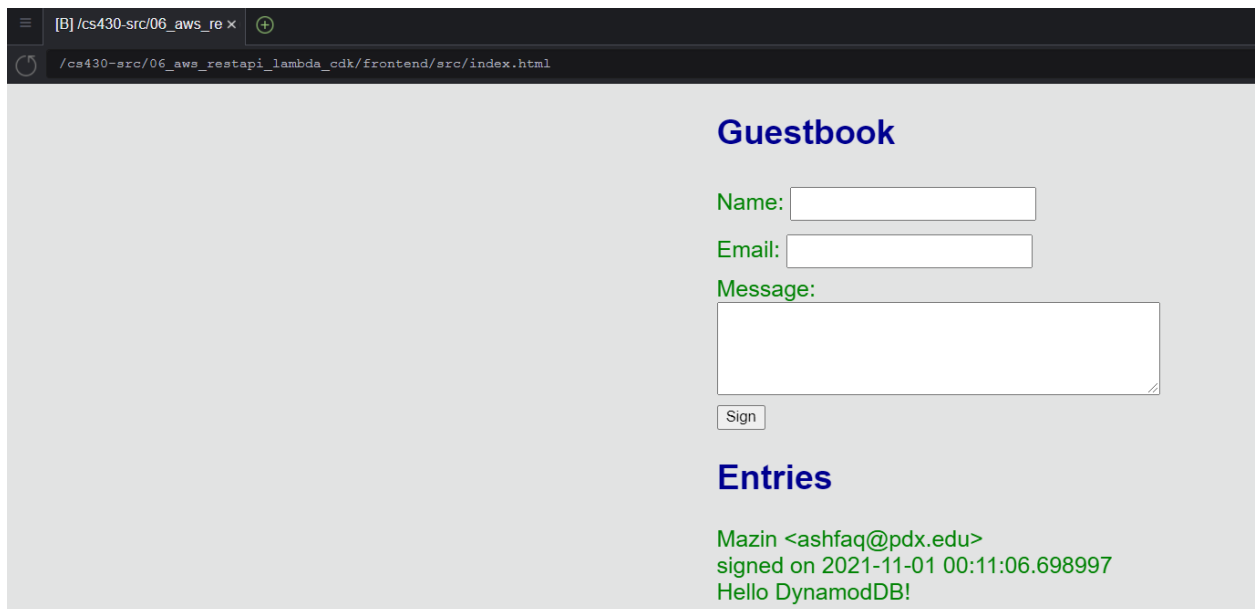 [B] /cs430-src/06_aws_re ×
/cs430-src/06_aws_restapi_lambda_cdk/frontend/src/index.html
Guestbook
Name:
Email:
Message:
Sign
Entries
Mazin <ashfaq@pdx.edu>
signed on 2021-11-01 00:11:06.698997
Hello DynamodDB!